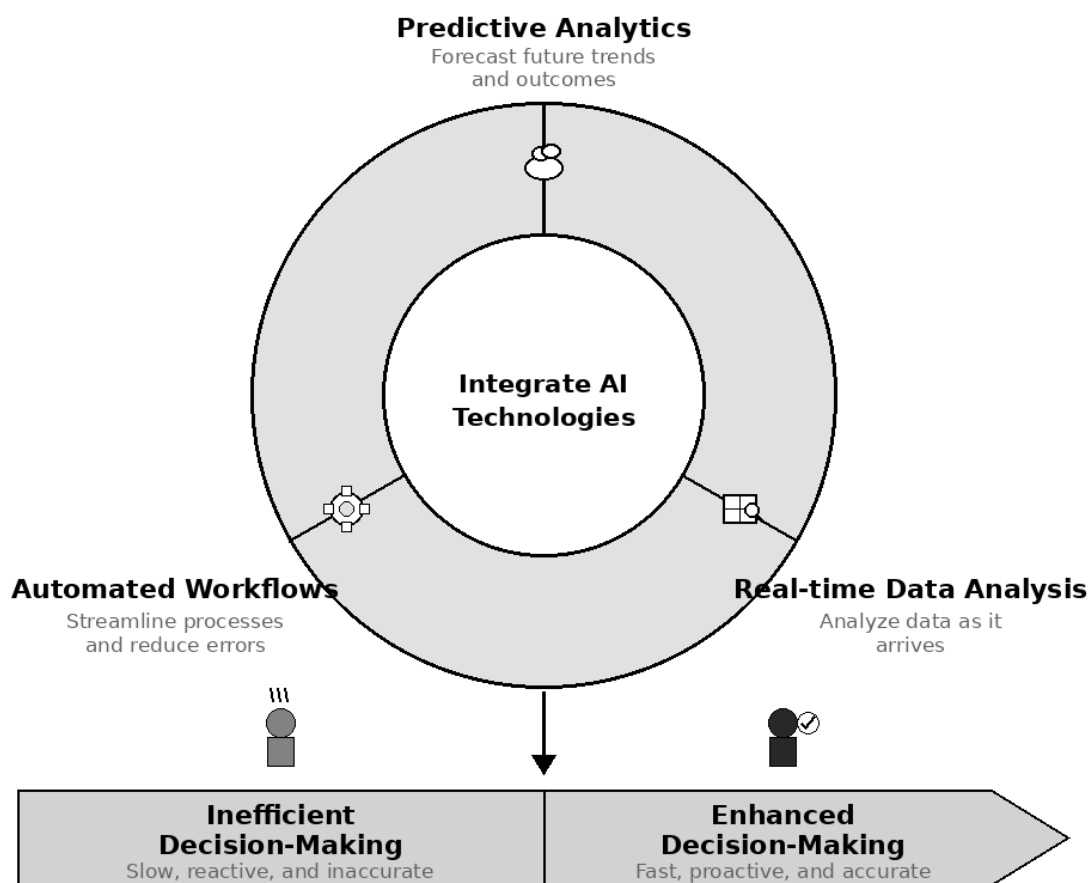 Predictive Analytics
Forecast future trends
and outcomes
Integrate AI
Technologies
Automated Workflows
Streamline processes
and reduce errors
Real-time Data Analysis
Analyze data as it
arrives
Inefficient
Decision-Making
Slow, reactive, and inaccurate
Enhanced
Decision-Making
Fast, proactive, and accurate